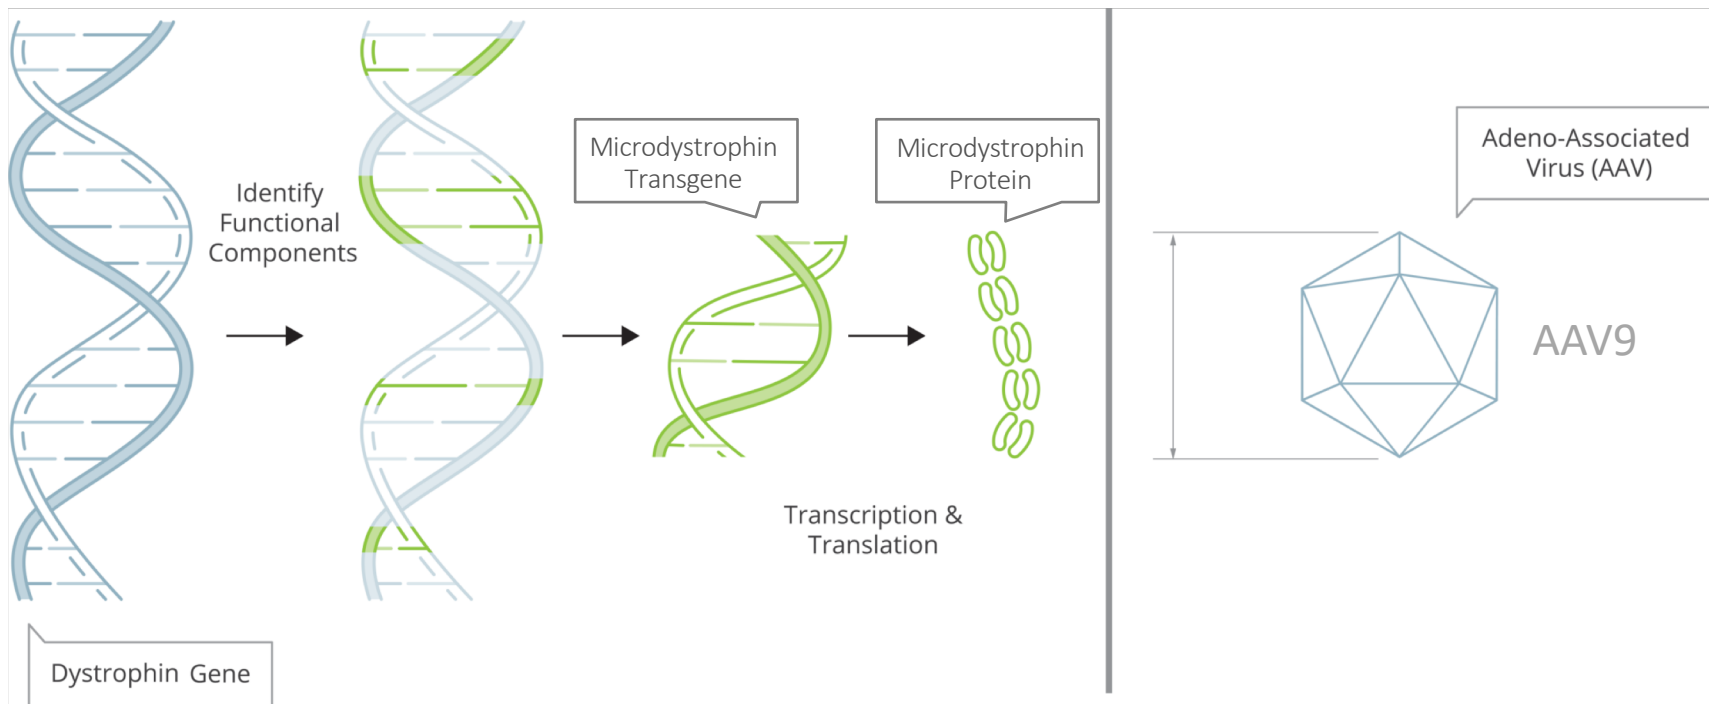 Identify
Functional
Components
Microdystrophin
Transgene
Microdystrophin
Protein
Transcription &
Translation
Dystrophin Gene
Adeno-Associated
Virus (AAV)
AAV9